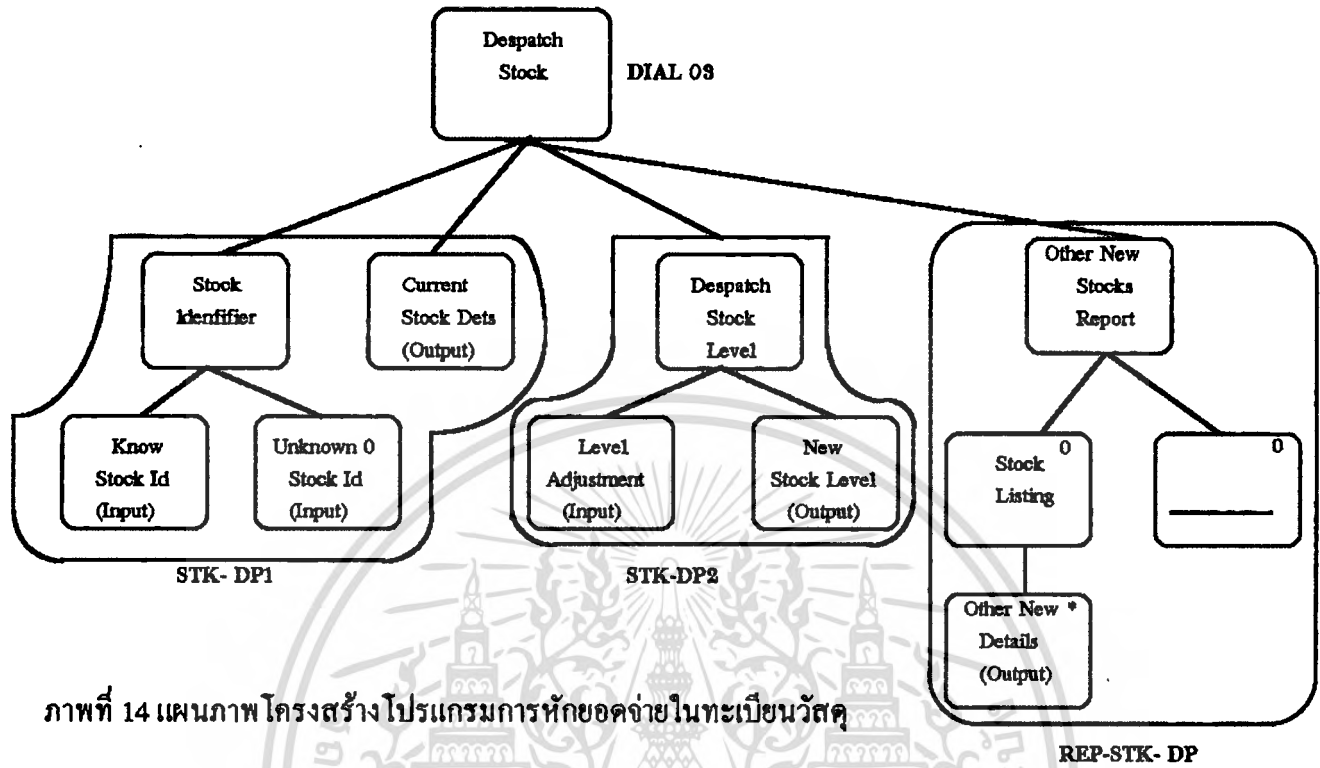 Despatch
Stock
DIAL 03
Stock
Idenfifier
Current
Stock Dets
(Output)
Despatch
Stock
Level
Other New
Stocks
Report
Know
Stock Id
(Input)
Unknown 0
Stock Id
(Input)
Level
Adjustment
(Input)
New
Stock Level
(Output)
Stock 0
Listing
0
STK- DP1
STK-DP2
Other New *
Details
(Output)
ภาพที่ 14 แผนภาพโครงสร้างโปรแกรมการหักยอดจ่ายในทะเบียนวัสดุ
REP-STK- DP